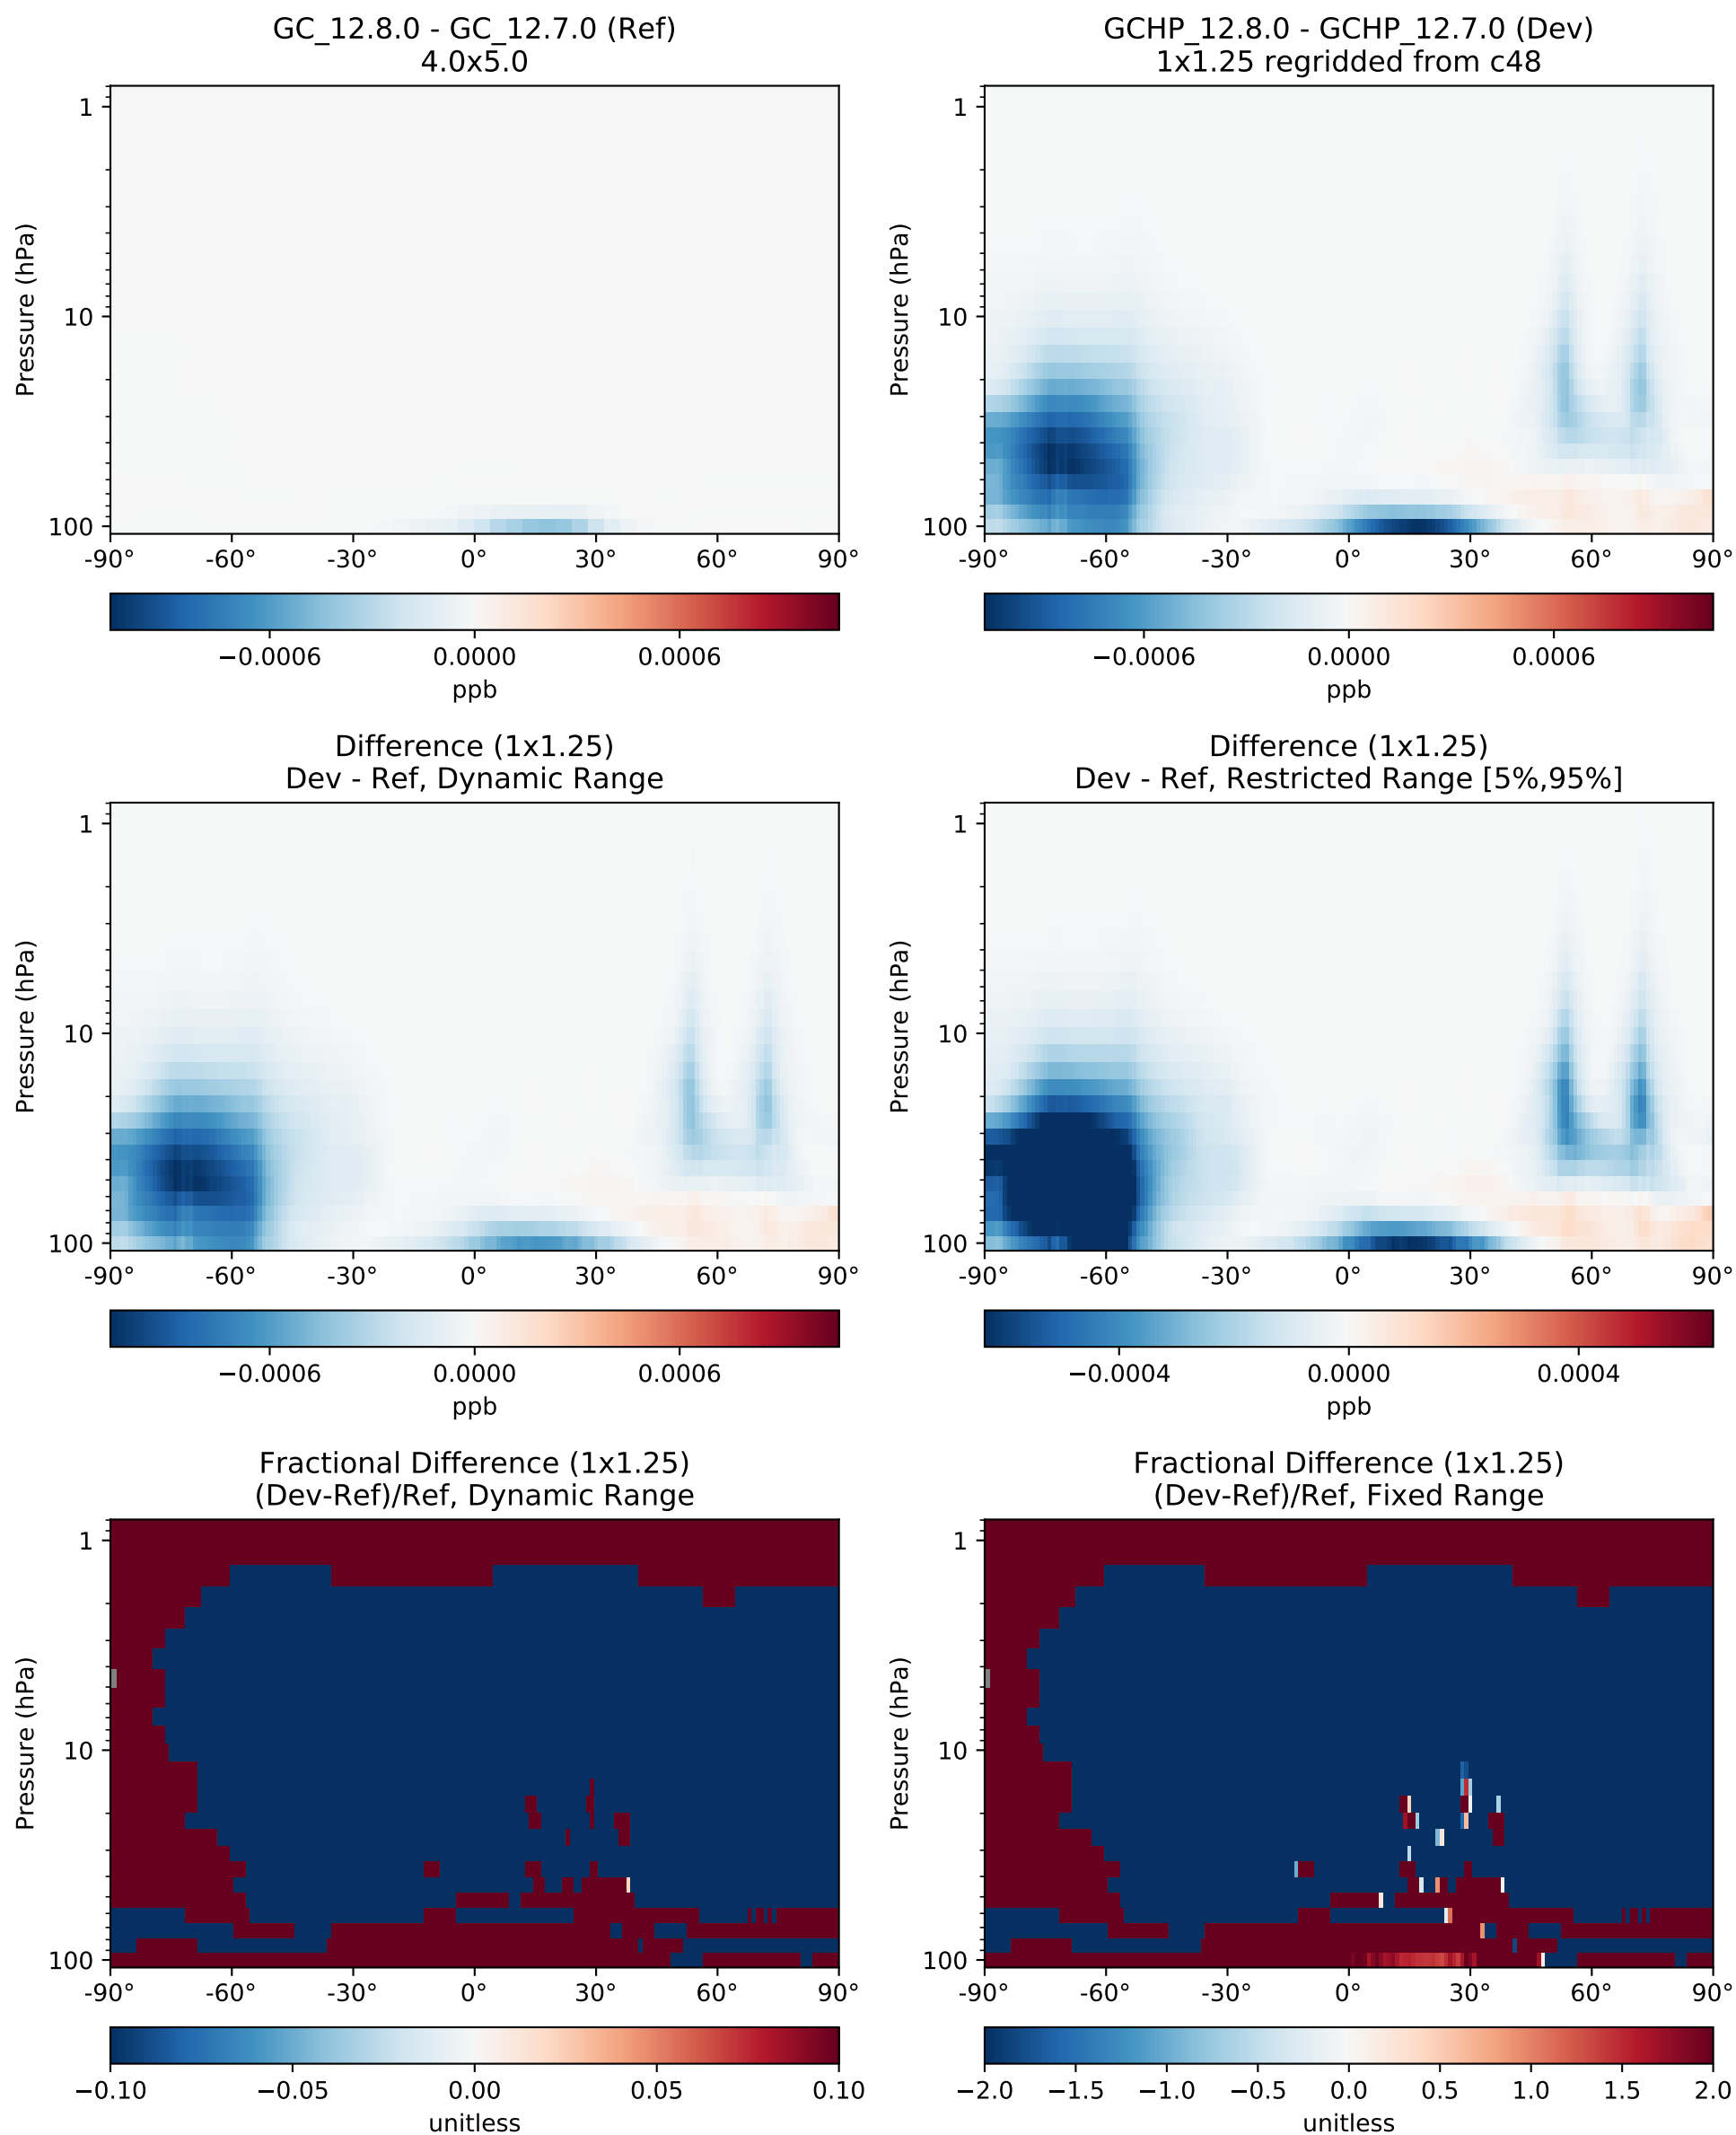 GC_12.8.0 - GC_12.7.0 (Ref)
4.0x5.0
Pressure (hPa)
1
10
100
-90° -60° -30° 0° 30° 60° 90°
−0.0006 0.0000 0.0006
ppb
GCHP_12.8.0 - GCHP_12.7.0 (Dev)
1x1.25 regridded from c48
Pressure (hPa)
1
10
100
-90° -60° -30° 0° 30° 60° 90°
−0.0006 0.0000 0.0006
ppb
Difference (1x1.25)
Dev - Ref, Dynamic Range
Pressure (hPa)
1
10
100
-90° -60° -30° 0° 30° 60° 90°
−0.0006 0.0000 0.0006
ppb
Difference (1x1.25)
Dev - Ref, Restricted Range [5%,95%]
Pressure (hPa)
1
10
100
-90° -60° -30° 0° 30° 60° 90°
−0.0004 0.0000 0.0004
ppb
Fractional Difference (1x1.25)
(Dev-Ref)/Ref, Dynamic Range
Pressure (hPa)
1
10
100
-90° -60° -30° 0° 30° 60° 90°
−0.10 −0.05 0.00 0.05 0.10
unitless
Fractional Difference (1x1.25)
(Dev-Ref)/Ref, Fixed Range
Pressure (hPa)
1
10
100
-90° -60° -30° 0° 30° 60° 90°
−2.0 −1.5 −1.0 −0.5 0.0 0.5 1.0 1.5 2.0
unitless